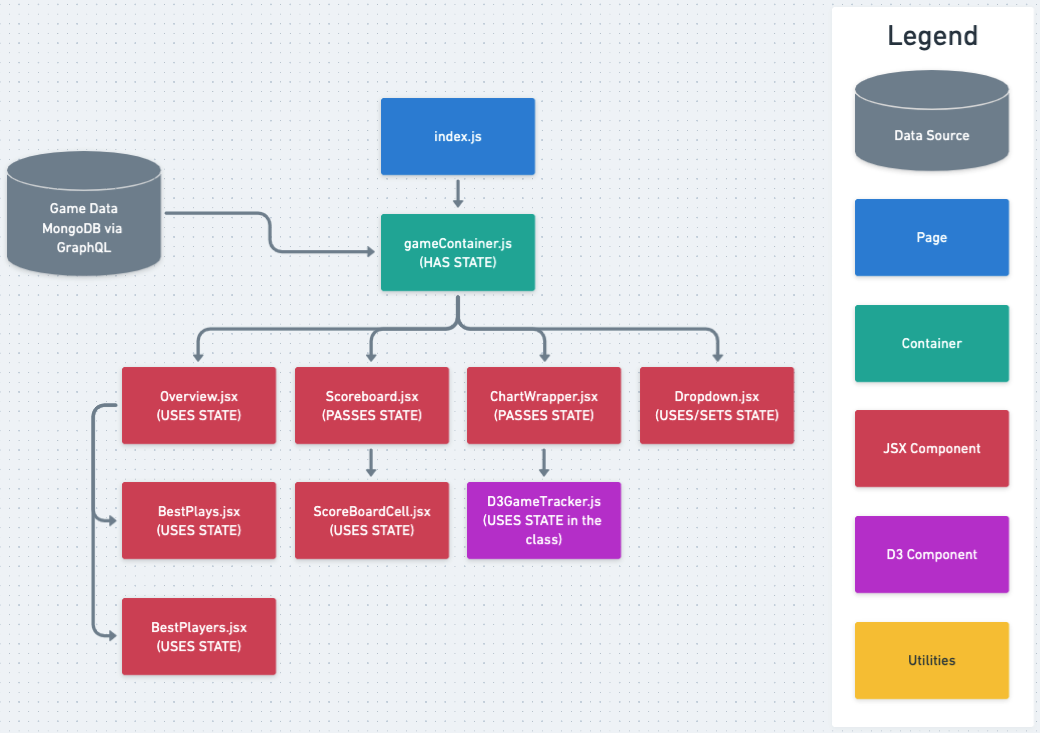 Legend
Data Source
Page
Container
JSX Component
D3 Component
Utilities
index.js
Game Data
MongoDB via
GraphQL
gameContainer.js
(HAS STATE)
Overview.jsx
(USES STATE)
Scoreboard.jsx
(PASSES STATE)
ChartWrapper.jsx
(PASSES STATE)
Dropdown.jsx
(USES/SETS STATE)
BestPlays.jsx
(USES STATE)
ScoreBoardCell.jsx
(USES STATE)
D3GameTracker.js
(USES STATE in the
class)
BestPlayers.jsx
(USES STATE)